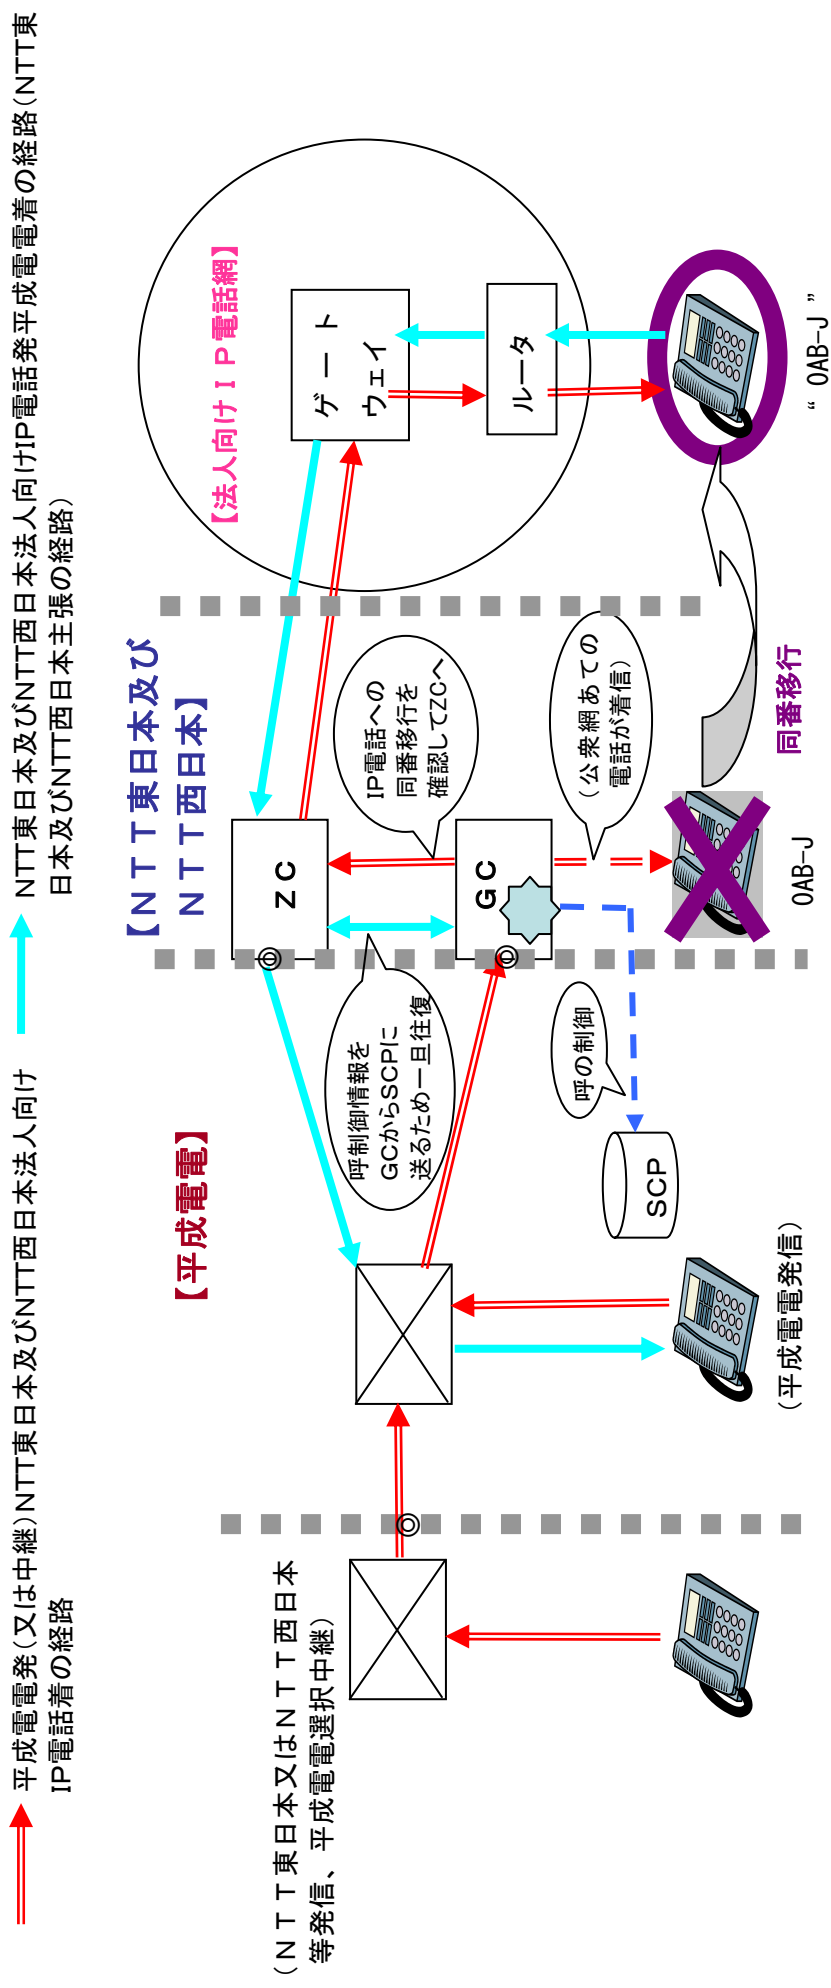 平成電電発(又は中継)NTT東日本及びNTT西日本法人向け
IP電話着の経路
NTT東日本及びNTT西日本法人向けIP電話発平成電電着の経路(NTT東
日本及びNTT西日本主張の経路)
(NTT東日本又はNTT西日本
等発信、平成電電選択中継)
【平成電電】
【NTT東日本及び
NTT西日本】
【法人向けIP電話網】
ZC
GC
ゲート
ウェイ
ルータ
呼制御情報を
GCからSCPに
送るため一旦往復
IP電話への
同番移行を
確認してZCへ
(公衆網あての
電話が着信)
呼の制御
SCP
(平成電電発信)
0AB-J
同番移行
“ 0AB-J ”